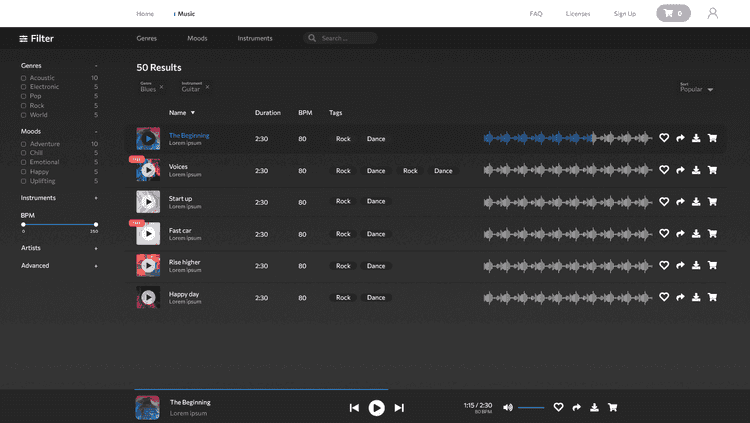 Home
Music
FAQ
Licenses
Sign Up
0
Filter
Genres
Moods
Instruments
Search ...
Genres -
Acoustic 10
Electronic 5
Pop 5
Rock 5
World 5
Moods -
Adventure 10
Chill 5
Emotional 5
Happy 5
Uplifting 5
Instruments +
BPM
0 250
Artists +
Advanced +
50 Results
Genre
Blues ×
Instrument
Guitar ×
Sort
Popular
Name Duration BPM Tags
The Beginning
Lorem ipsum
2:30 80 Rock Dance
Voices
Lorem ipsum
2:30 80 Rock Dance Rock Dance
Start up
Lorem ipsum
2:30 80 Rock Dance
Fast car
Lorem ipsum
2:30 80 Rock Dance
Rise higher
Lorem ipsum
2:30 80 Rock Dance
Happy day
Lorem ipsum
2:30 80 Rock Dance
The Beginning
Lorem ipsum
1:15 / 2:30
80 BPM